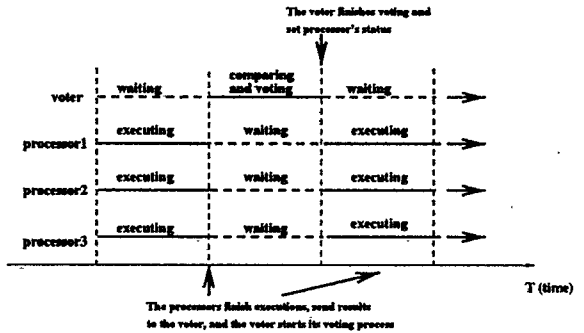 The voter finishes voting and
set processor's status
comparing
waiting and voting waiting
voter
executing waiting executing
processor1
executing waiting executing
processor2
executing waiting executing
processor3
T (time)
The processors finish executions, send results
to the voter, and the voter starts its voting process